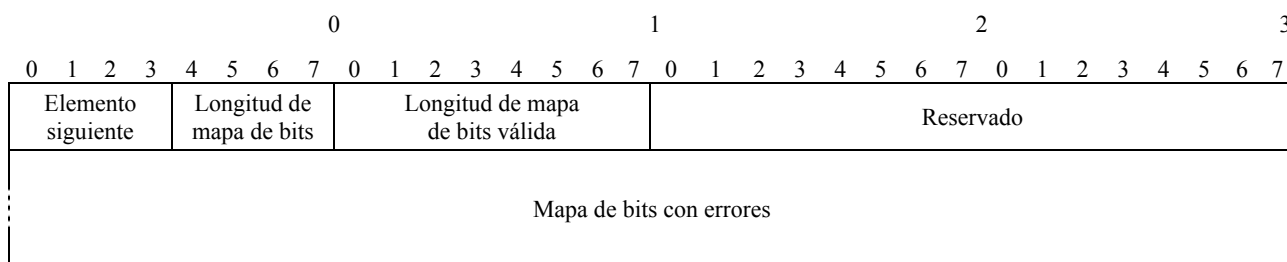 0 1 2 3
0 1 2 3 4 5 6 7 0 1 2 3 4 5 6 7 0 1 2 3 4 5 6 7 0 1 2 3 4 5 6 7
Elemento
siguiente
Longitud de
mapa de bits
Longitud de mapa
de bits válida
Reservado
Mapa de bits con errores